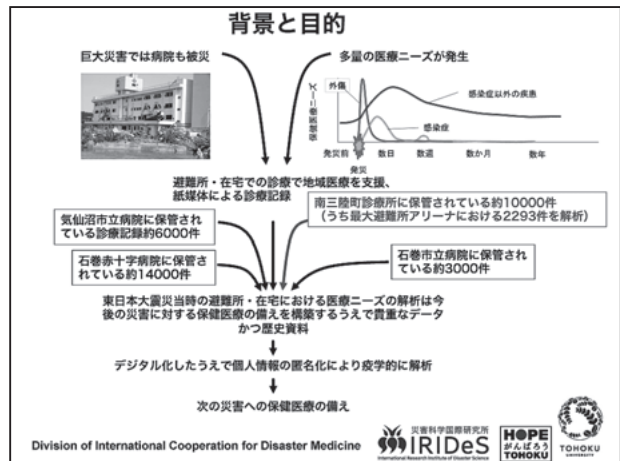 背景と目的
巨大災害では病院も被災
多量の医療ニーズが発生
保健医療ニーズ
外傷
感染症以外の疾患
感染症
発災前
数日
数週
数か月
数年
発災
避難所・在宅での診療で地域医療を支援、
紙媒体による診療記録
気仙沼市立病院に保管され
ている診療記録約6000件
南三陸町診療所に保管されている約10000件
（うち最大避難所アリーナにおける2293件を解析）
石巻赤十字病院に保管さ
れている約14000件
石巻市立病院に保管されて
いる約3000件
東日本大震災当時の避難所・在宅における医療ニーズの解析は今
後の災害に対する保健医療の備えを構築するうえで貴重なデータ
かつ歴史資料
デジタル化したうえで個人情報の匿名化により疫学的に解析
次の災害への保健医療の備え
Division of International Cooperation for Disaster Medicine
災害科学国際研究所
IRIDeS
International Research Institute of Disaster Science
HOPE
がんばろう
TOHOKU
TOHOKU
UNIVERSITY